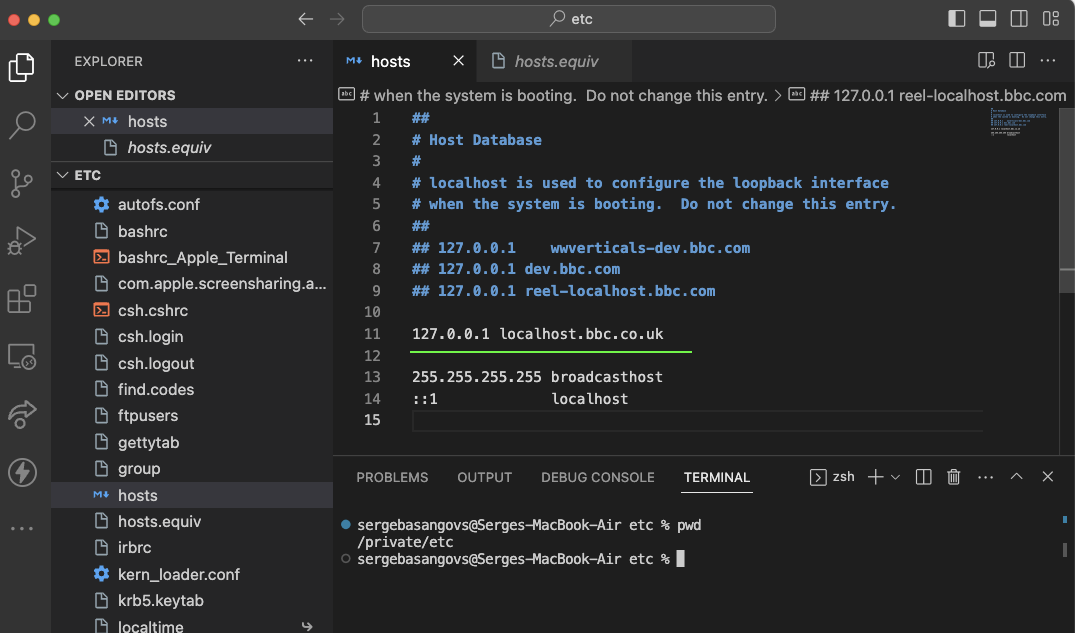 etc
EXPLORER
OPEN EDITORS
hosts
hosts.equiv
ETC
autofs.conf
bashrc
bashrc_Apple_Terminal
com.apple.screensharing.a...
csh.cshrc
csh.login
csh.logout
find.codes
ftpusers
gettytab
group
hosts
hosts.equiv
irbrc
kern_loader.conf
krb5.keytab
localtime
hosts
hosts.equiv
# when the system is booting.  Do not change this entry. > ## 127.0.0.1 reel-localhost.bbc.com
1 ##
2 # Host Database
3 #
4 # localhost is used to configure the loopback interface
5 # when the system is booting.  Do not change this entry.
6 ##
7 ## 127.0.0.1    wwverticals-dev.bbc.com
8 ## 127.0.0.1 dev.bbc.com
9 ## 127.0.0.1 reel-localhost.bbc.com
10
11 127.0.0.1 localhost.bbc.co.uk
12
13 255.255.255.255 broadcasthost
14 ::1             localhost
15
PROBLEMS OUTPUT DEBUG CONSOLE TERMINAL zsh
sergebasangovs@Serges-MacBook-Air etc % pwd
/private/etc
sergebasangovs@Serges-MacBook-Air etc %